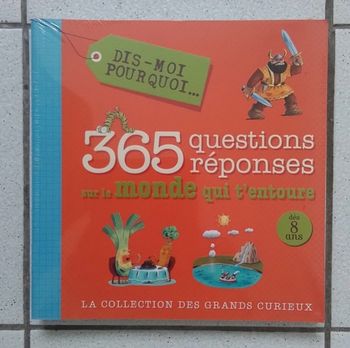 DIS-MOI
POURQUOI...
365 questions
réponses
sur le monde qui t'entoure
dès
8 ans
LA COLLECTION DES GRANDS CURIEUX